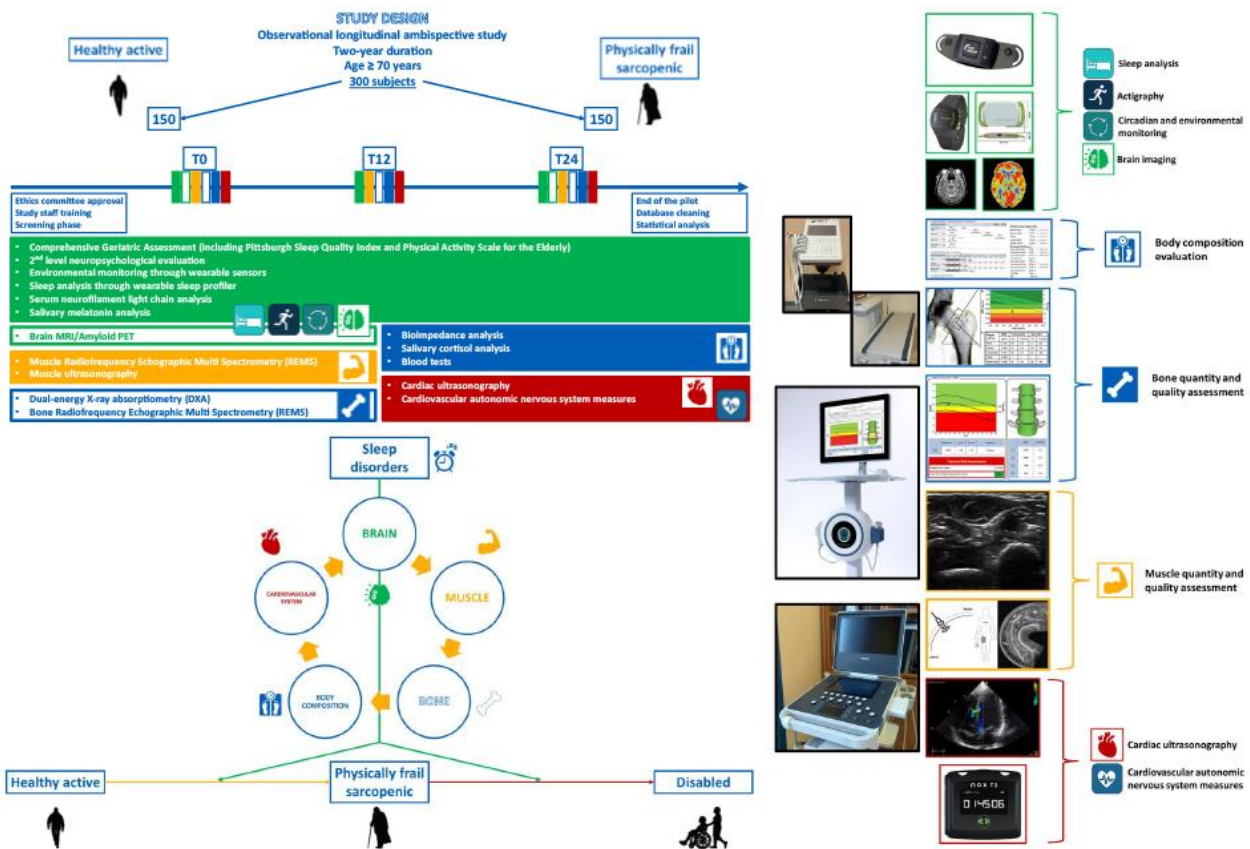 STUDY DESIGN
Observational longitudinal ambispective study
Two-year duration
Age ≥ 70 years
300 subjects
Healthy active
Physically frail
sarcopenic
150
150
T0
T12
T24
Ethics committee approval
Study staff training
Screening phase
End of the pilot
Database cleaning
Statistical analysis
• Comprehensive Geriatric Assessment (including Pittsburgh Sleep Quality Index and Physical Activity Scale for the Elderly)
• 2nd level neuropsychological evaluation
• Environmental monitoring through wearable sensors
• Sleep analysis through wearable sleep profiler
• Serum neurofilament light chain analysis
• Salivary melatonin analysis
• Brain MRI/Amyloid PET
• Muscle Radiofrequency Echographic Multi Spectrometry (REMS)
• Muscle ultrasonography
• Dual-energy X-ray absorptiometry (DXA)
• Bone Radiofrequency Echographic Multi Spectrometry (REMS)
• Bioimpedance analysis
• Salivary cortisol analysis
• Blood tests
• Cardiac ultrasonography
• Cardiovascular autonomic nervous system measures
Sleep
disorders
BRAIN
MUSCLE
BONE
BODY
COMPOSITION
CARDIOVASCULAR
SYSTEM
Healthy active
Physically frail
sarcopenic
Disabled
Sleep analysis
Actigraphy
Circadian and environmental
monitoring
Brain imaging
Body composition
evaluation
Bone quantity and
quality assessment
Muscle quantity and
quality assessment
Cardiac ultrasonography
Cardiovascular autonomic
nervous system measures
nox T3
0 14506